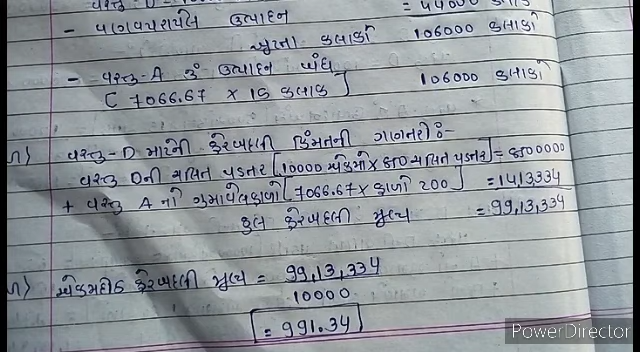 = 44000 કલાક
- વપરાયેલ ઉત્પાદન
ખૂટતા કલાકો 106000 કલાકો
- વસ્તુ-A નું ઉત્પાદન બંધ
[ 7066.67 x 15 કલાક ] 106000 કલાકો
વસ્તુ-D માટેની ફેરબદલી કિંમતની ગણતરી:-
વસ્તુ Dની ચલિત પડતર [10000 એકમો x 850 ચલિત પડતર] = 8500000
+ વસ્તુ A નો ગુમાવેલ ફાળો [7066.67 x ફાળો 200] = 1413334
કુલ ફેરબદલી મૂલ્ય = 99,13,334
એકમદીઠ ફેરબદલી મૂલ્ય = 99,13,334
10000
= 991.34
PowerDirector